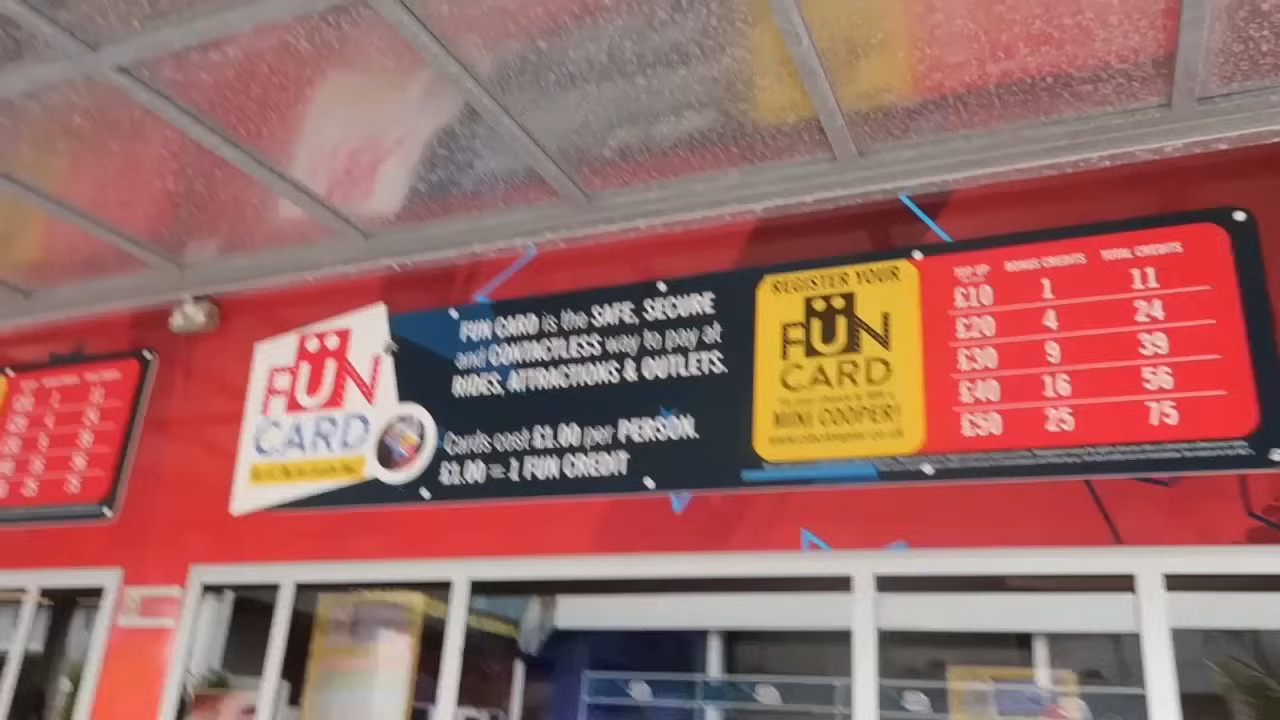 FÜN
CARD
FUN CARD is the SAFE, SECURE
and CONTACTLESS way to pay at
RIDES, ATTRACTIONS & OUTLETS.
Cards cost £1.00 per PERSON.
£1.00 = 1 FUN CREDIT
REGISTER YOUR
FÜN
CARD
MINI COOPER!
TOP UP BONUS CREDITS TOTAL CREDITS
£10 1 11
£20 4 24
£30 9 39
£40 16 56
£50 25 75